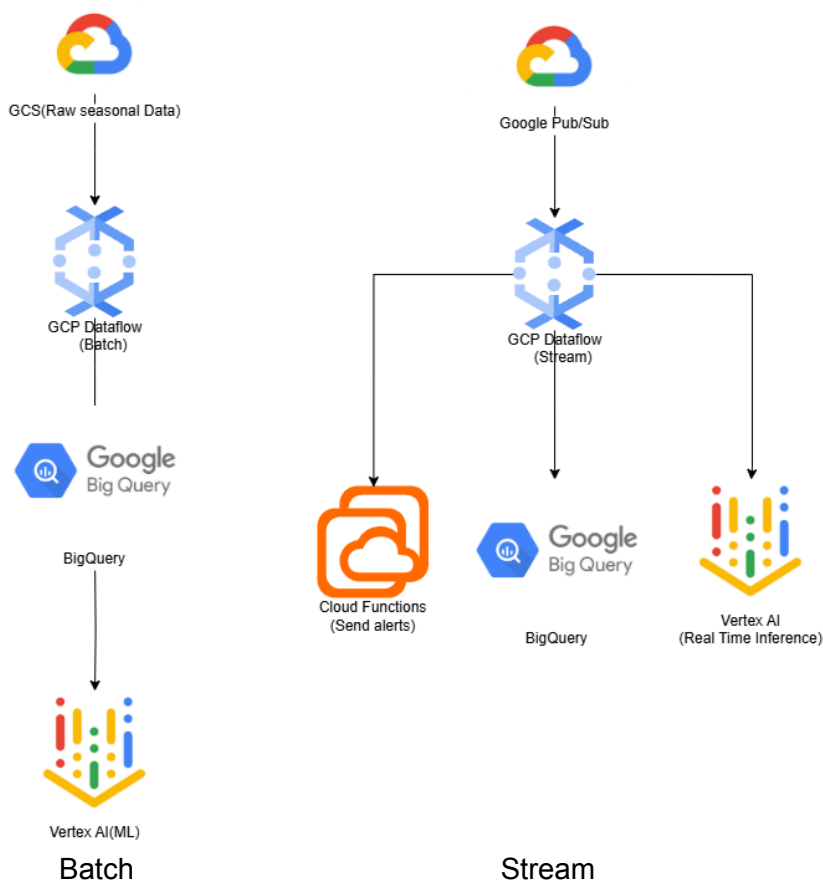 GCS(Raw seasonal Data)
GCP Dataflow
(Batch)
Google
Big Query
BigQuery
Vertex AI(ML)
Batch
Google Pub/Sub
GCP Dataflow
(Stream)
Cloud Functions
(Send alerts)
Google
Big Query
BigQuery
Vertex AI
(Real Time Inference)
Stream